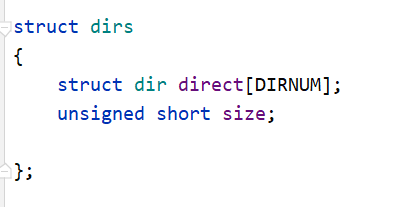 struct dirs
{
    struct dir direct[DIRNUM];
    unsigned short size;

};